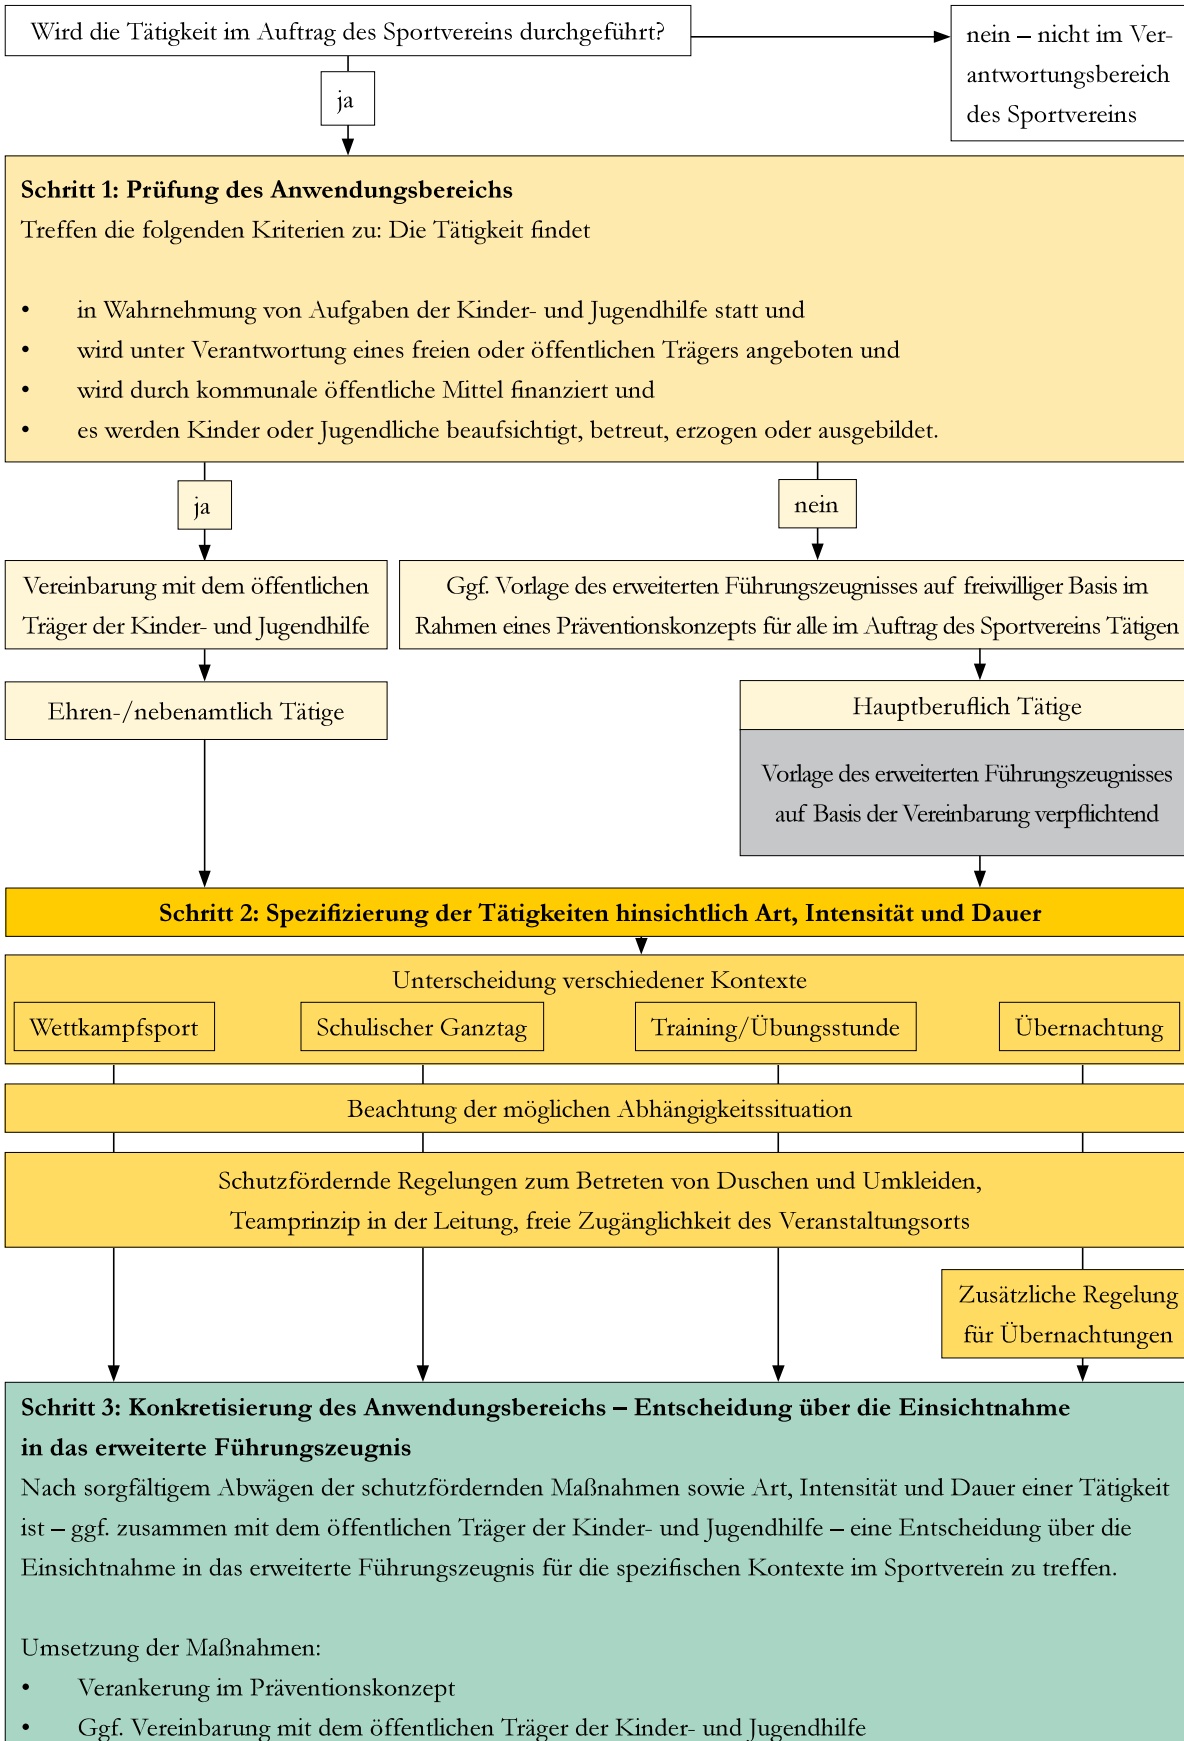 Wird die Tätigkeit im Auftrag des Sportvereins durchgeführt?
nein – nicht im Ver-
antwortungsbereich
des Sportvereins
ja
Schritt 1: Prüfung des Anwendungsbereichs
Treffen die folgenden Kriterien zu: Die Tätigkeit findet
• in Wahrnehmung von Aufgaben der Kinder- und Jugendhilfe statt und
• wird unter Verantwortung eines freien oder öffentlichen Trägers angeboten und
• wird durch kommunale öffentliche Mittel finanziert und
• es werden Kinder oder Jugendliche beaufsichtigt, betreut, erzogen oder ausgebildet.
ja
nein
Vereinbarung mit dem öffentlichen
Träger der Kinder- und Jugendhilfe
Ggf. Vorlage des erweiterten Führungszeugnisses auf freiwilliger Basis im
Rahmen eines Präventionskonzepts für alle im Auftrag des Sportvereins Tätigen
Ehren-/nebenamtlich Tätige
Hauptberuflich Tätige
Vorlage des erweiterten Führungszeugnisses
auf Basis der Vereinbarung verpflichtend
Schritt 2: Spezifizierung der Tätigkeiten hinsichtlich Art, Intensität und Dauer
Unterscheidung verschiedener Kontexte
Wettkampfsport
Schulischer Ganztag
Training/Übungsstunde
Übernachtung
Beachtung der möglichen Abhängigkeitssituation
Schutzfördernde Regelungen zum Betreten von Duschen und Umkleiden,
Teamprinzip in der Leitung, freie Zugänglichkeit des Veranstaltungsorts
Zusätzliche Regelung
für Übernachtungen
Schritt 3: Konkretisierung des Anwendungsbereichs – Entscheidung über die Einsichtnahme
in das erweiterte Führungszeugnis
Nach sorgfältigem Abwägen der schutzfördernden Maßnahmen sowie Art, Intensität und Dauer einer Tätigkeit
ist – ggf. zusammen mit dem öffentlichen Träger der Kinder- und Jugendhilfe – eine Entscheidung über die
Einsichtnahme in das erweiterte Führungszeugnis für die spezifischen Kontexte im Sportverein zu treffen.
Umsetzung der Maßnahmen:
• Verankerung im Präventionskonzept
• Ggf. Vereinbarung mit dem öffentlichen Träger der Kinder- und Jugendhilfe